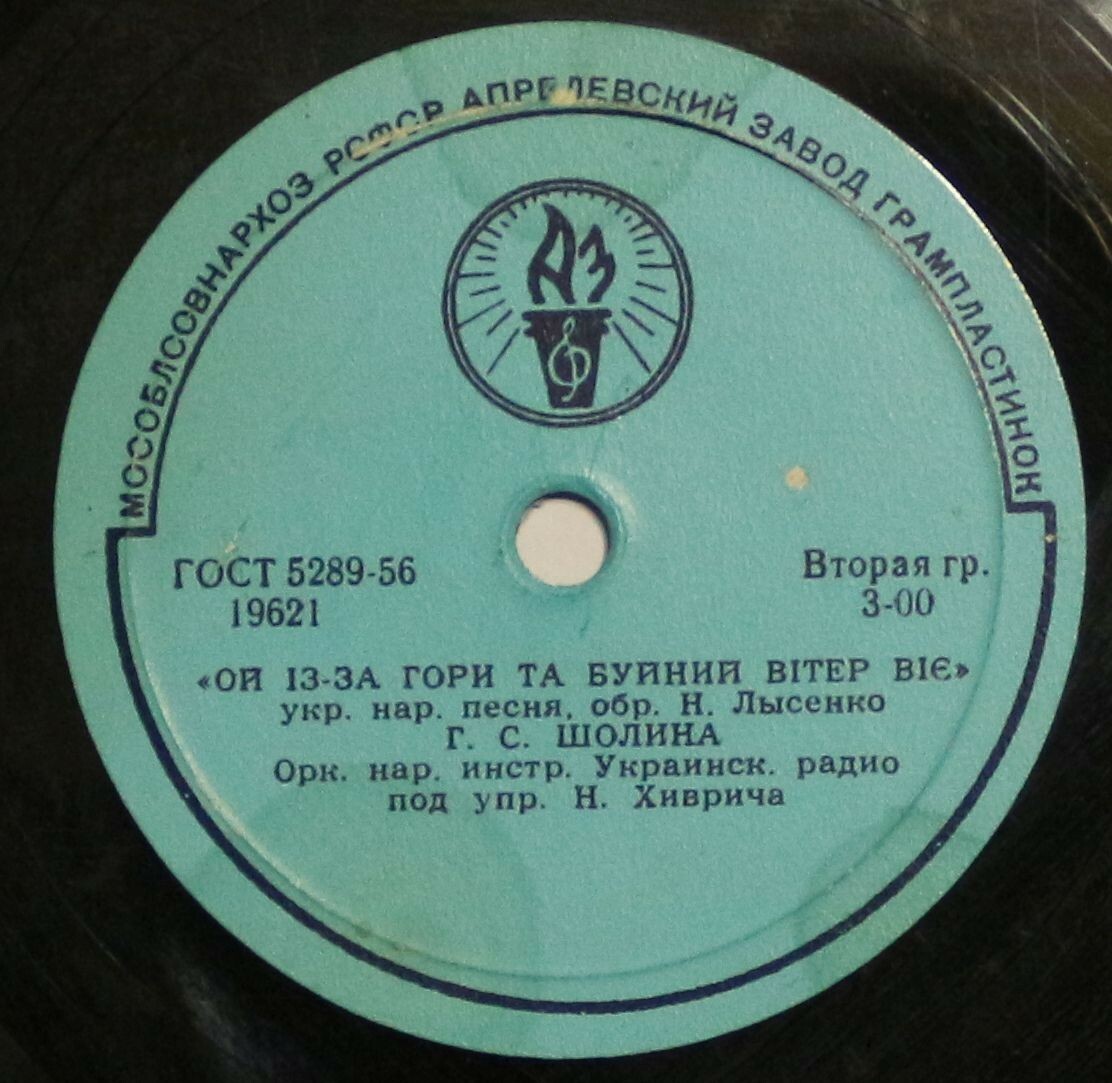 МОСОБЛСОВНАРХОЗ РСФСР АПРЕЛЕВСКИЙ ЗАВОД ГРАМПЛАСТИНОК
АЗ
ГОСТ 5289-56
19621
Вторая гр.
3-00
«ОЙ ІЗ-ЗА ГОРИ ТА БУЙНИЙ ВІТЕР ВІЄ»
укр. нар. песня, обр. Н. Лысенко
Г. С. ШОЛИНА
Орк. нар. инстр. Украинск. радио
под упр. Н. Хиврича